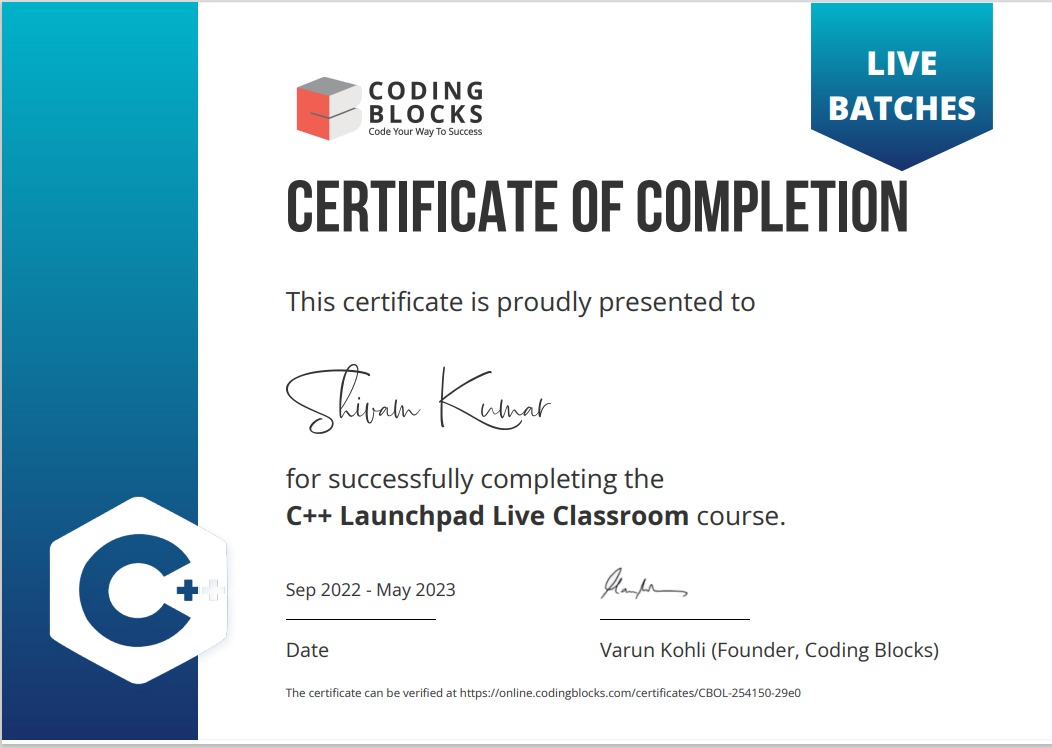 CODING
BLOCKS
Code Your Way To Success
LIVE
BATCHES
CERTIFICATE OF COMPLETION
This certificate is proudly presented to
Shivam Kumar
for successfully completing the
C++ Launchpad Live Classroom course.
C++
Sep 2022 - May 2023
Date
Varun Kohli (Founder, Coding Blocks)
The certificate can be verified at https://online.codingblocks.com/certificates/CBOL-254150-29e0